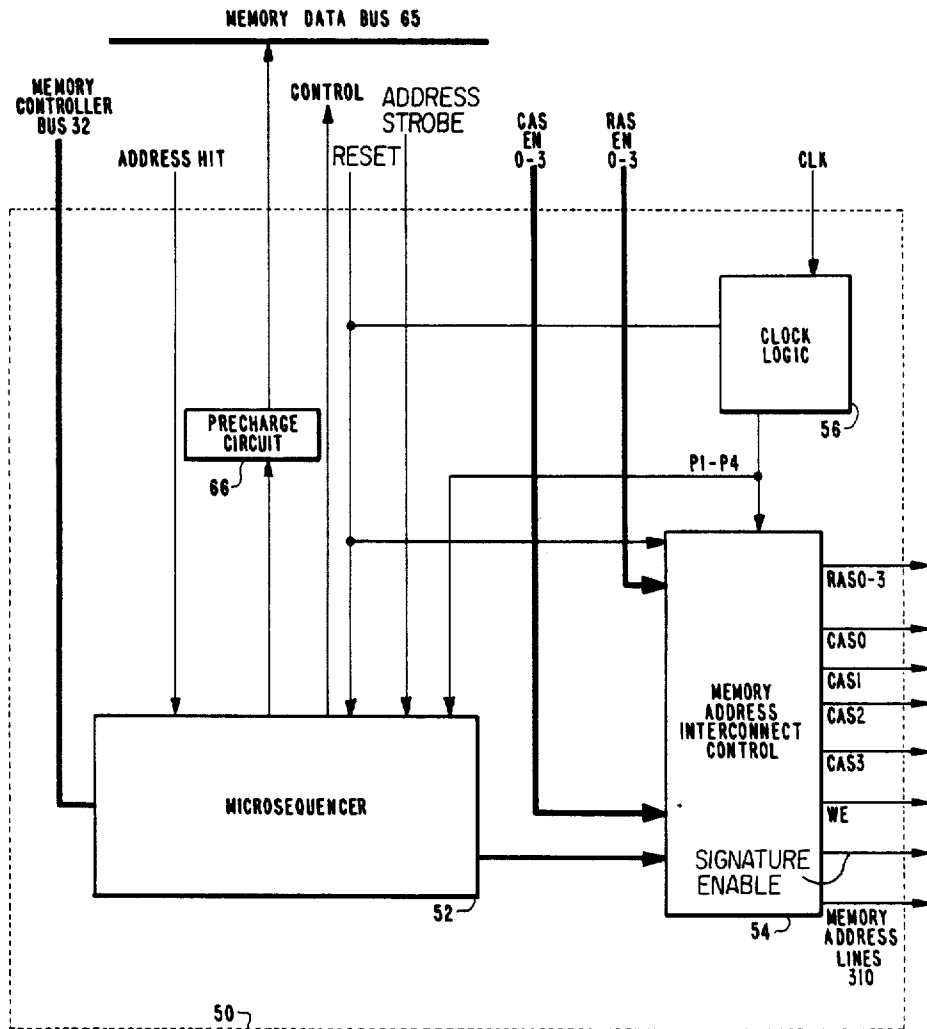 MEMORY DATA BUS 65
MEMORY
CONTROLLER
BUS 32
ADDRESS HIT
CONTROL
RESET
ADDRESS
STROBE
CAS
EN
0-3
RAS
EN
0-3
CLK
CLOCK
LOGIC
56
PRECHARGE
CIRCUIT
66
P1-P4
MICROSEQUENCER
52
MEMORY
ADDRESS
INTERCONNECT
CONTROL
54
RAS0-3
CAS0
CAS1
CAS2
CAS3
WE
SIGNATURE
ENABLE
MEMORY
ADDRESS
LINES
310
50